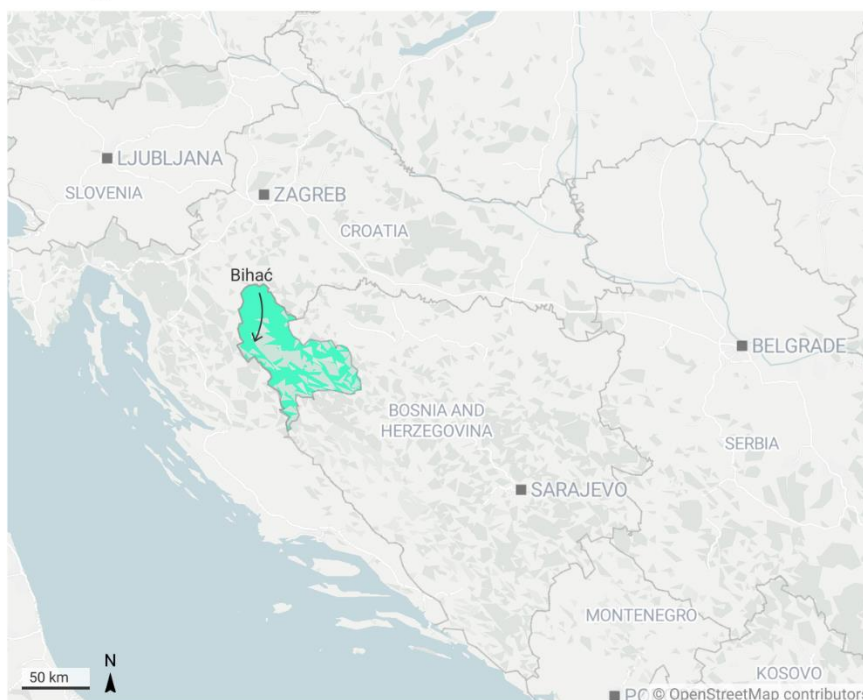 LJUBLJANA
SLOVENIA
ZAGREB
CROATIA
Bihać
BELGRADE
BOSNIA AND
HERZEGOVINA
SERBIA
SARAJEVO
MONTENEGRO
KOSOVO
50 km
N
© OpenStreetMap contributors